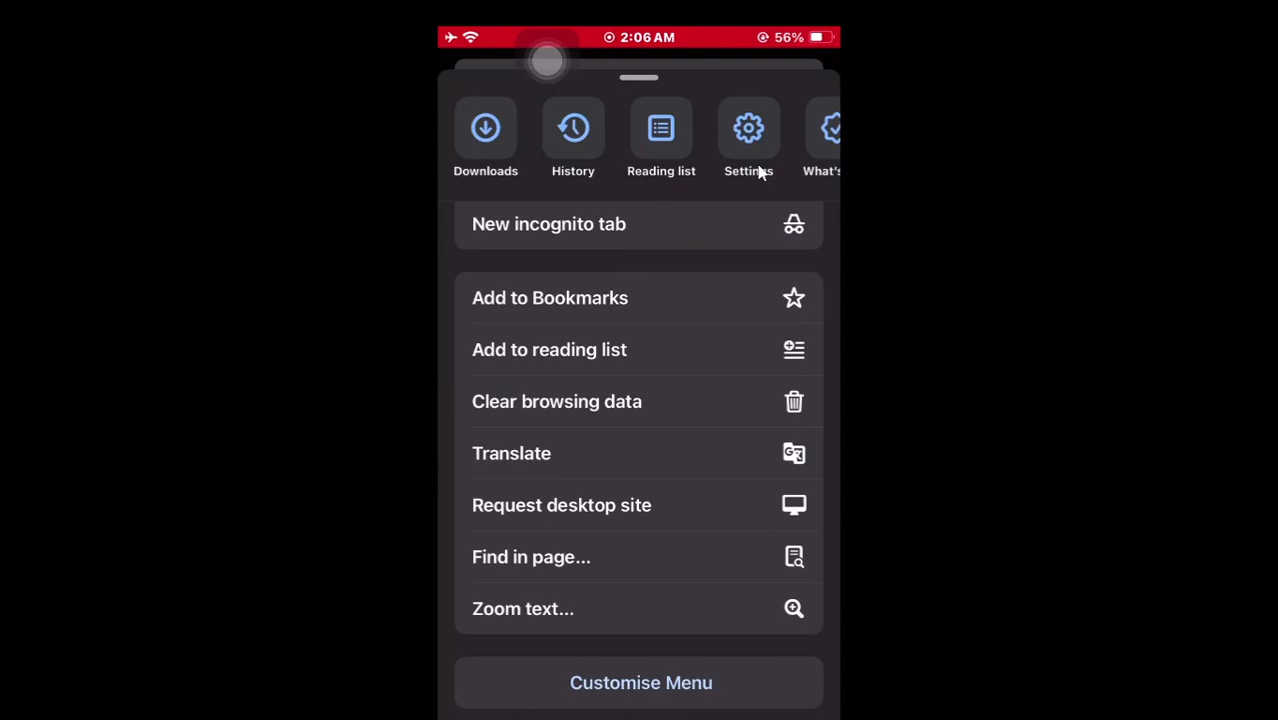 2:06 AM 56%
Downloads History Reading list Settings What's
New incognito tab
Add to Bookmarks
Add to reading list
Clear browsing data
Translate
Request desktop site
Find in page...
Zoom text...
Customise Menu